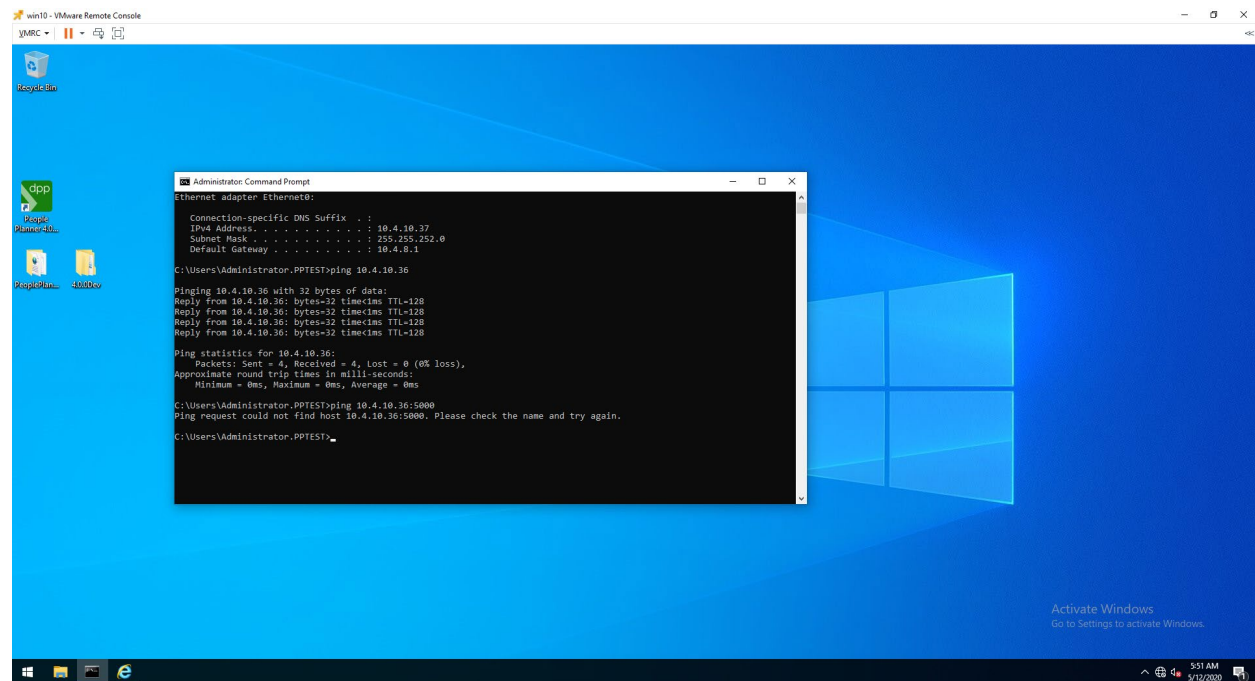 win10 - VMware Remote Console
VMRC
Recycle Bin
dpp
People
Planner 4.0...
PeoplePlan...
4.0.0Dev
Administrator: Command Prompt
Ethernet adapter Ethernet0:
Connection-specific DNS Suffix  . :
IPv4 Address. . . . . . . . . . . : 10.4.10.37
Subnet Mask . . . . . . . . . . . : 255.255.252.0
Default Gateway . . . . . . . . . : 10.4.8.1
C:\Users\Administrator.PPTEST>ping 10.4.10.36
Pinging 10.4.10.36 with 32 bytes of data:
Reply from 10.4.10.36: bytes=32 time<1ms TTL=128
Reply from 10.4.10.36: bytes=32 time<1ms TTL=128
Reply from 10.4.10.36: bytes=32 time<1ms TTL=128
Reply from 10.4.10.36: bytes=32 time<1ms TTL=128
Ping statistics for 10.4.10.36:
Packets: Sent = 4, Received = 4, Lost = 0 (0% loss),
Approximate round trip times in milli-seconds:
Minimum = 0ms, Maximum = 0ms, Average = 0ms
C:\Users\Administrator.PPTEST>ping 10.4.10.36:5000
Ping request could not find host 10.4.10.36:5000. Please check the name and try again.
C:\Users\Administrator.PPTEST>
Activate Windows
Go to Settings to activate Windows.
5:51 AM
5/12/2020